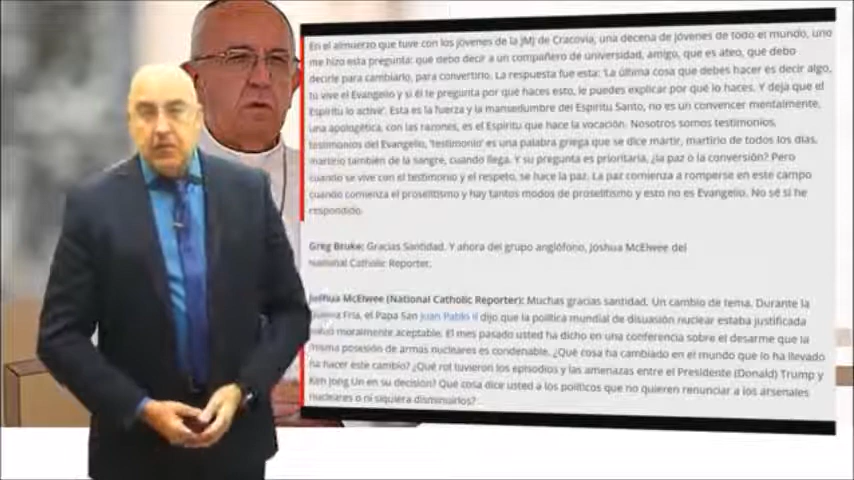 En el almuerzo que tuve con los jóvenes de la JMJ de Cracovia, una decena de jóvenes de todo el mundo, uno
me hizo esta pregunta: qué debo decir a un compañero de universidad, amigo, que es ateo, qué debo
decirle para cambiarlo, para convertirlo. La respuesta fue esta: 'La última cosa que debes hacer es decir algo,
tú vive el Evangelio y si él te pregunta por qué haces esto, le puedes explicar por qué lo haces. Y deja que el
Espíritu lo active'. Esta es la fuerza y la mansedumbre del Espíritu Santo, no es un convencer mentalmente,
una apologética, con las razones, es el Espíritu que hace la vocación. Nosotros somos testimonios,
testimonios del Evangelio, 'testimonio' es una palabra griega que se dice mártir, martirio de todos los días,
martirio también de la sangre, cuando llega. Y su pregunta es prioritaria, ¿la paz o la conversión? Pero
cuando se vive con el testimonio y el respeto, se hace la paz. La paz comienza a romperse en este campo
cuando comienza el proselitismo y hay tantos modos de proselitismo y esto no es Evangelio. No sé si he
respondido.
Greg Bruke: Gracias Santidad. Y ahora del grupo anglófono, Joshua McElwee del
National Catholic Reporter.
Joshua McElwee (National Catholic Reporter): Muchas gracias santidad. Un cambio de tema. Durante la
Guerra Fría, el Papa San Juan Pablo II dijo que la política mundial de disuasión nuclear estaba justificada
como moralmente aceptable. El mes pasado usted ha dicho en una conferencia sobre el desarme que la
misma posesión de armas nucleares es condenable. ¿Qué cosa ha cambiado en el mundo que lo ha llevado
ha hacer este cambio? ¿Qué rol tuvieron los episodios y las amenazas entre el Presidente (Donald) Trump y
Kim Jong Un en su decisión? Qué cosa dice usted a los políticos que no quieren renunciar a los arsenales
nucleares o ni siquiera disminuirlos?